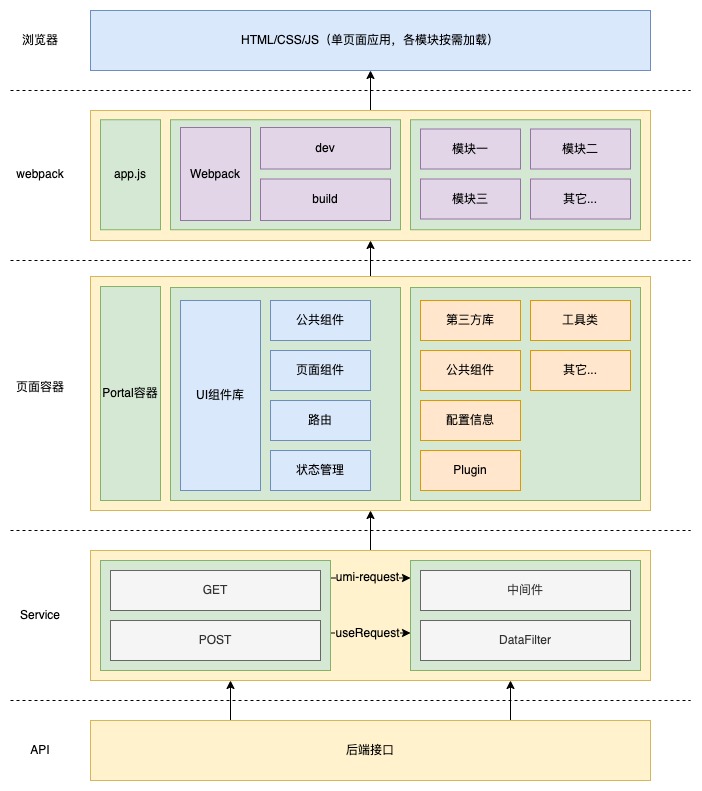 浏览器
HTML/CSS/JS（单页面应用，各模块按需加载）
webpack
app.js
Webpack
dev
build
模块一
模块二
模块三
其它...
页面容器
Portal容器
UI组件库
公共组件
页面组件
路由
状态管理
第三方库
工具类
公共组件
其它...
配置信息
Plugin
Service
GET
POST
umi-request
useRequest
中间件
DataFilter
API
后端接口